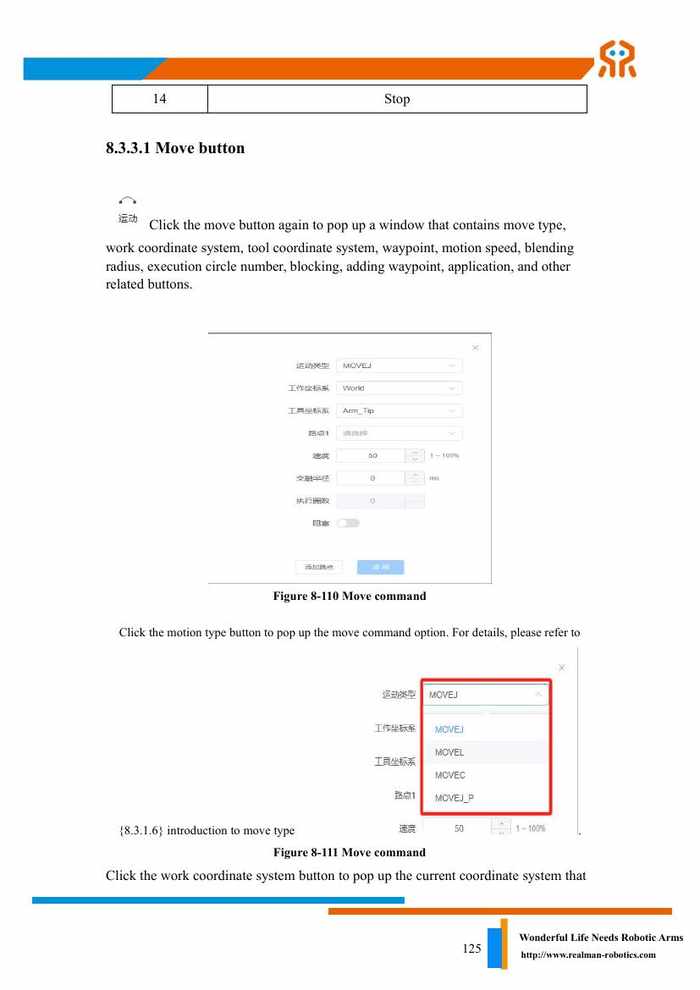 14 Stop
8.3.3.1 Move button
运动 Click the move button again to pop up a window that contains move type,
work coordinate system, tool coordinate system, waypoint, motion speed, blending
radius, execution circle number, blocking, adding waypoint, application, and other
related buttons.
运动类型 MOVEJ
工作坐标系 World
工具坐标系 Arm_Tip
路点1 请选择
速度 50 1 ~ 100%
交融半径 0 ms
执行圈数 0
阻塞
添加路点
Figure 8-110 Move command
Click the motion type button to pop up the move command option. For details, please refer to
运动类型 MOVEJ
工作坐标系 MOVEJ
MOVEL
工具坐标系
MOVEC
路点1 MOVEJ_P
速度 50 1 ~ 100%
{8.3.1.6} introduction to move type .
Figure 8-111 Move command
Click the work coordinate system button to pop up the current coordinate system that
125
Wonderful Life Needs Robotic Arms
http://www.realman-robotics.com